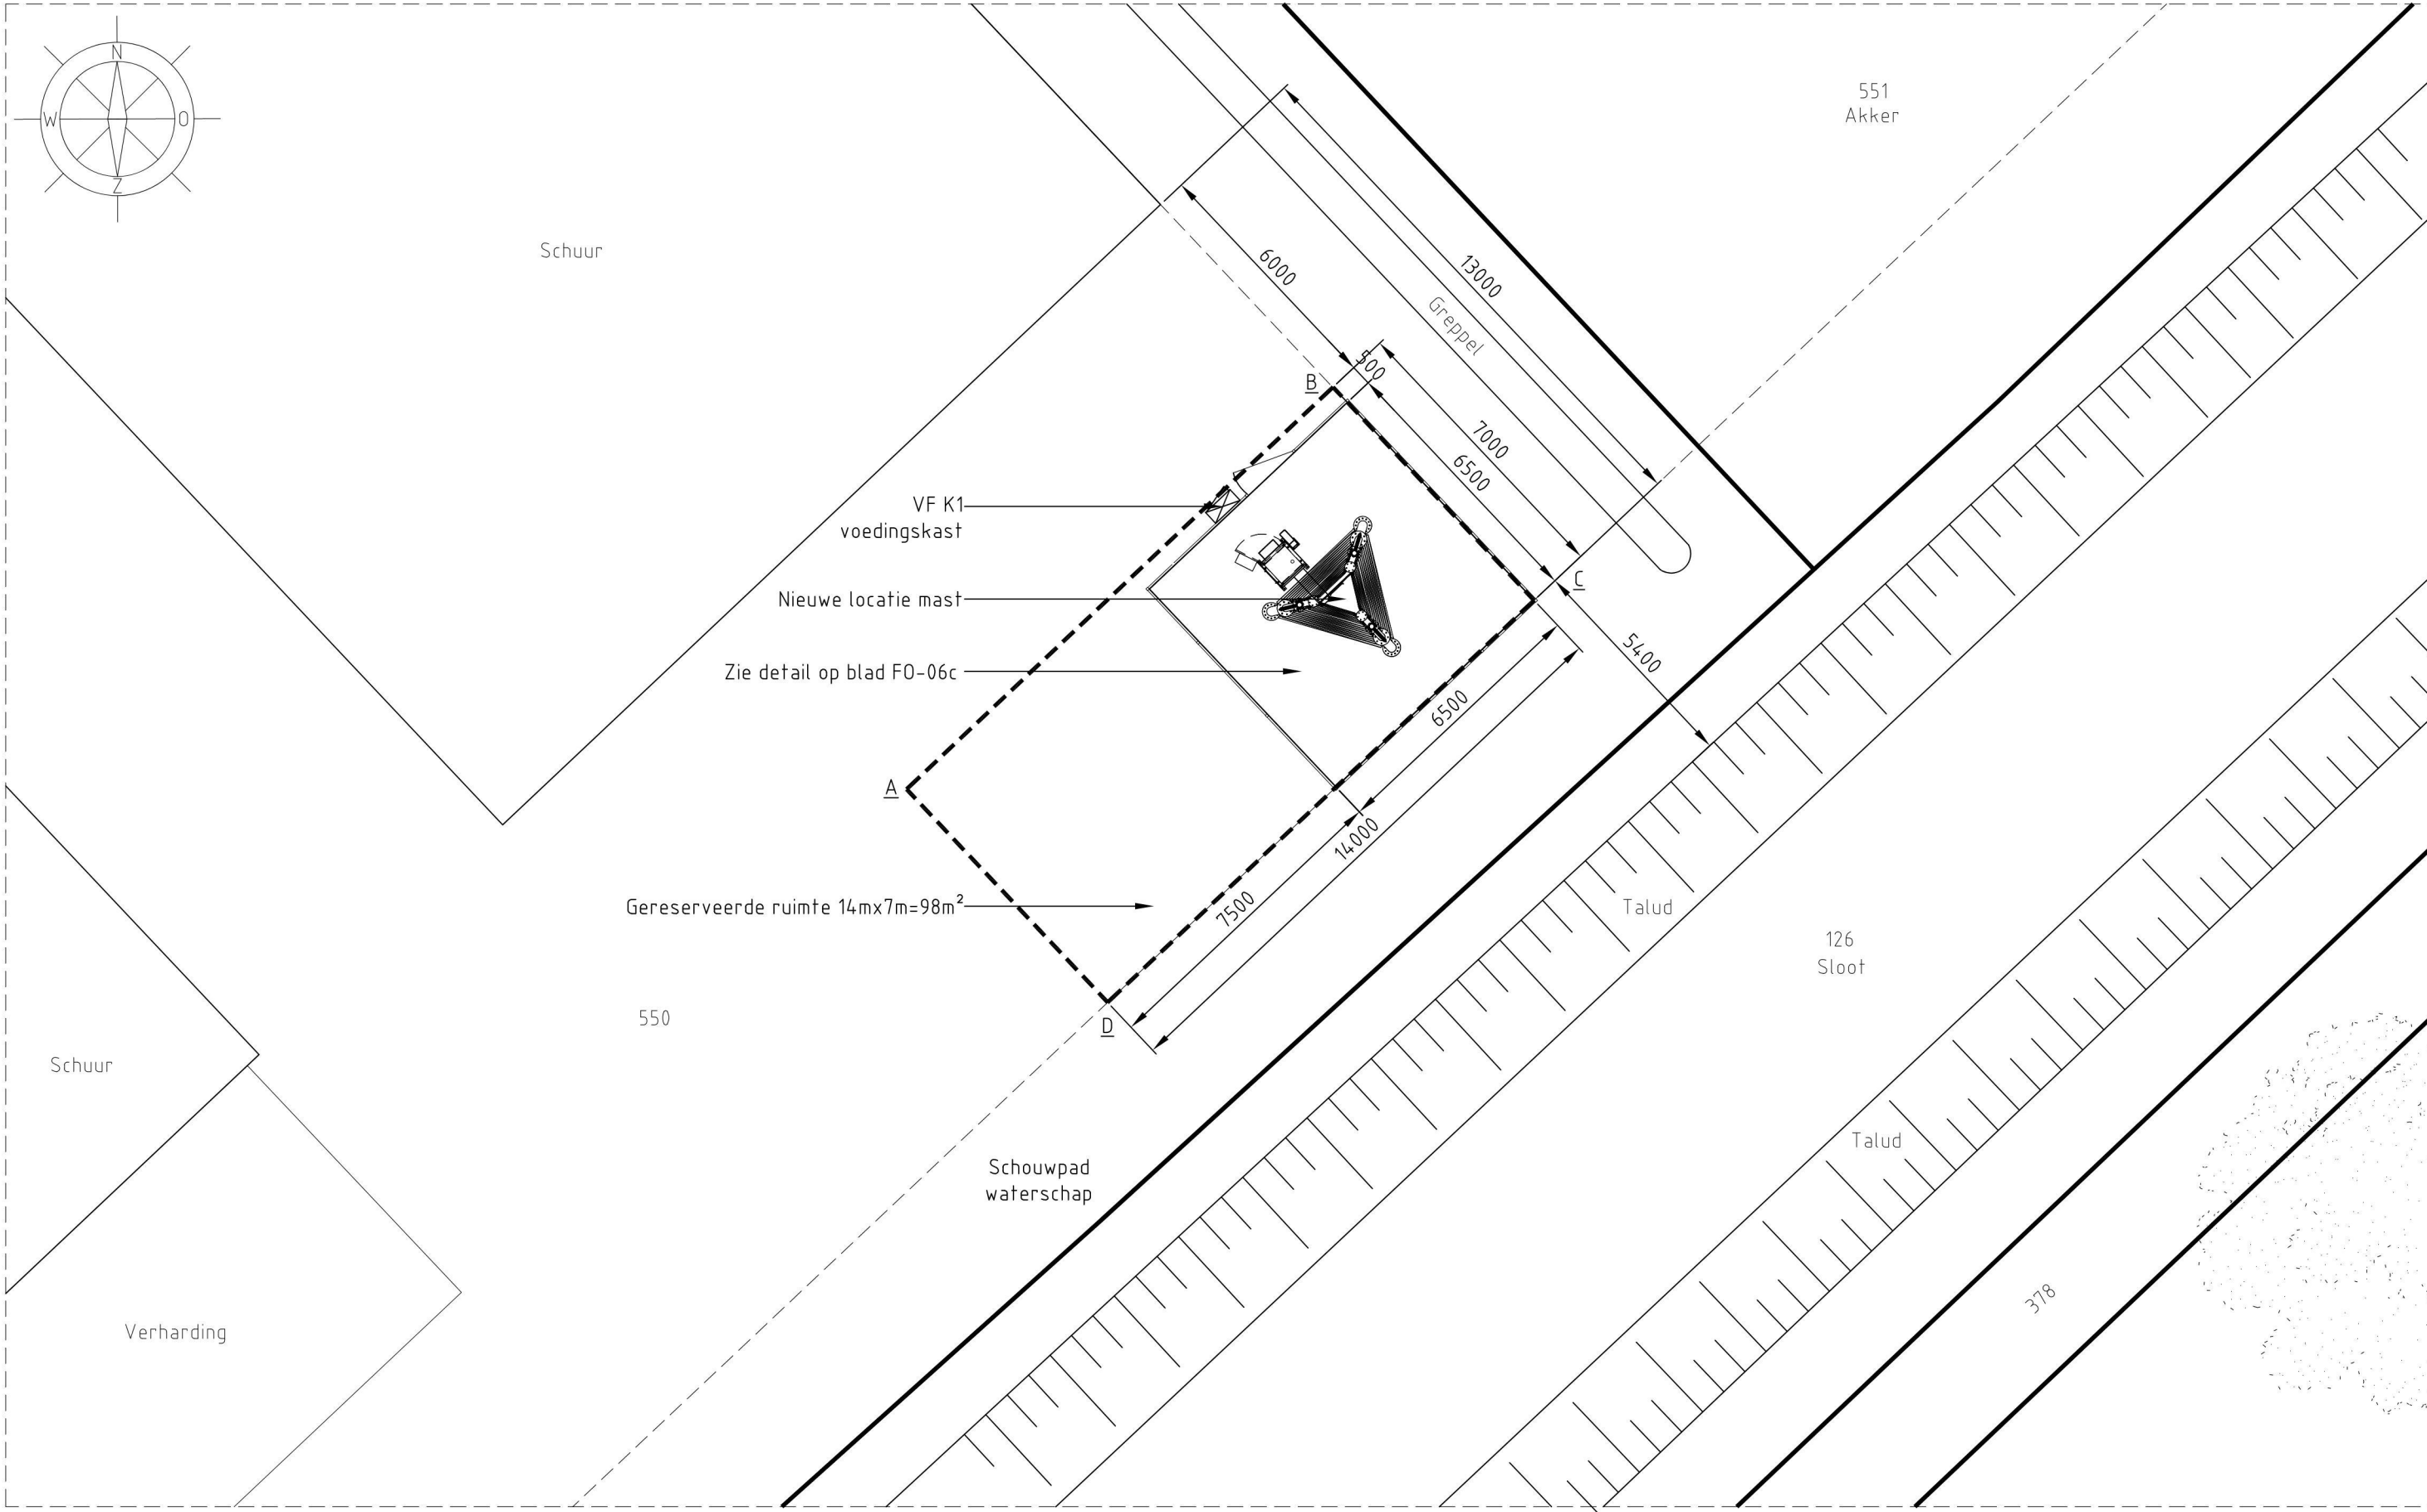 N
W
O
Z
551
Akker
Schuur
6000
13000
Greppel
500
B
7000
6500
VF K1
voedingskast
C
Nieuwe locatie mast
5400
Zie detail op blad FO-06c
6500
A
14000
7500
Gereserveerde ruimte 14mx7m=98m²
Talud
126
Sloot
550
D
Schuur
Talud
Schouwpad
waterschap
378
Verharding